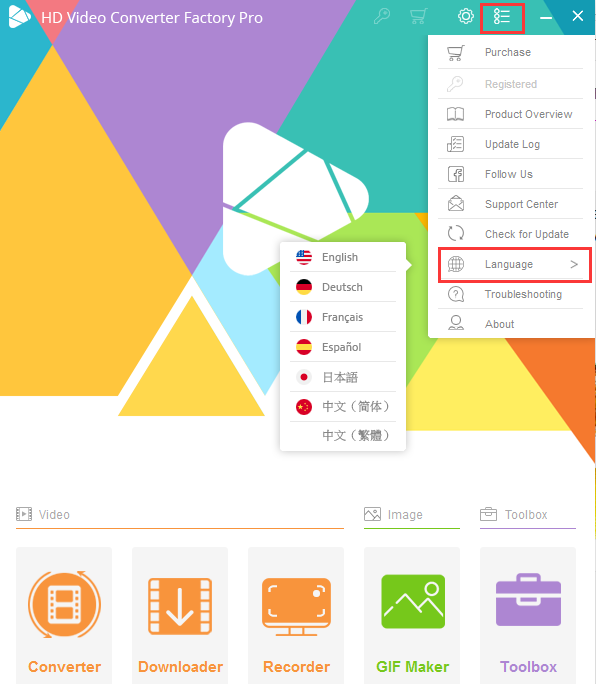 HD Video Converter Factory Pro
Purchase
Registered
Product Overview
Update Log
Follow Us
Support Center
Check for Update
Language >
Troubleshooting
About
English
Deutsch
Français
Español
日本語
中文（简体）
中文（繁體）
Video
Image
Toolbox
Converter
Downloader
Recorder
GIF Maker
Toolbox